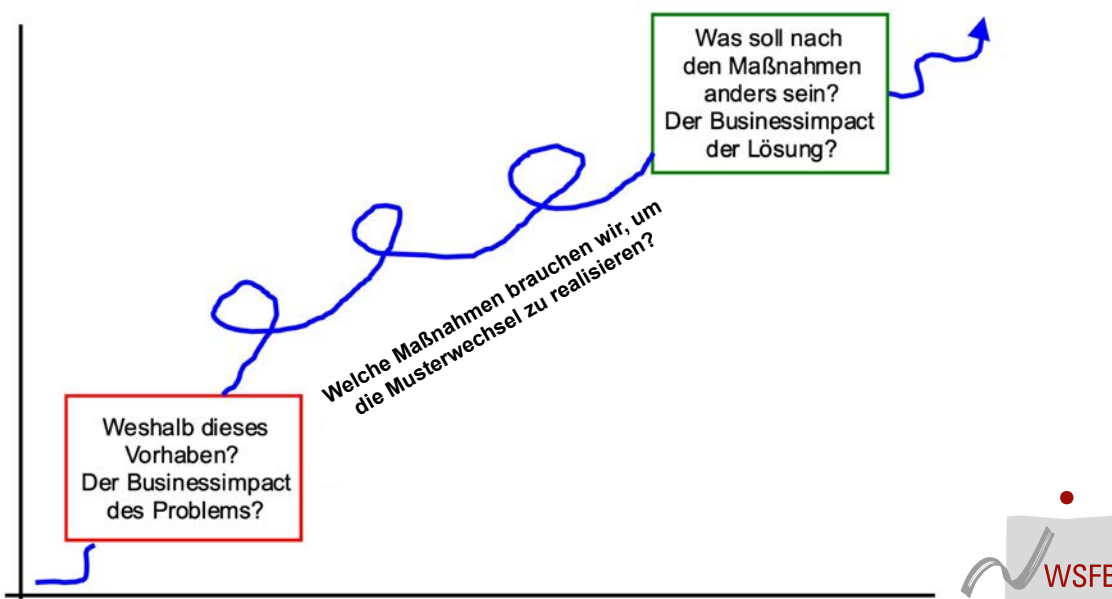 Was soll nach
den Maßnahmen
anders sein?
Der Businessimpact
der Lösung?
Welche Maßnahmen brauchen wir, um
die Musterwechsel zu realisieren?
Weshalb dieses
Vorhaben?
Der Businessimpact
des Problems?
WSFB